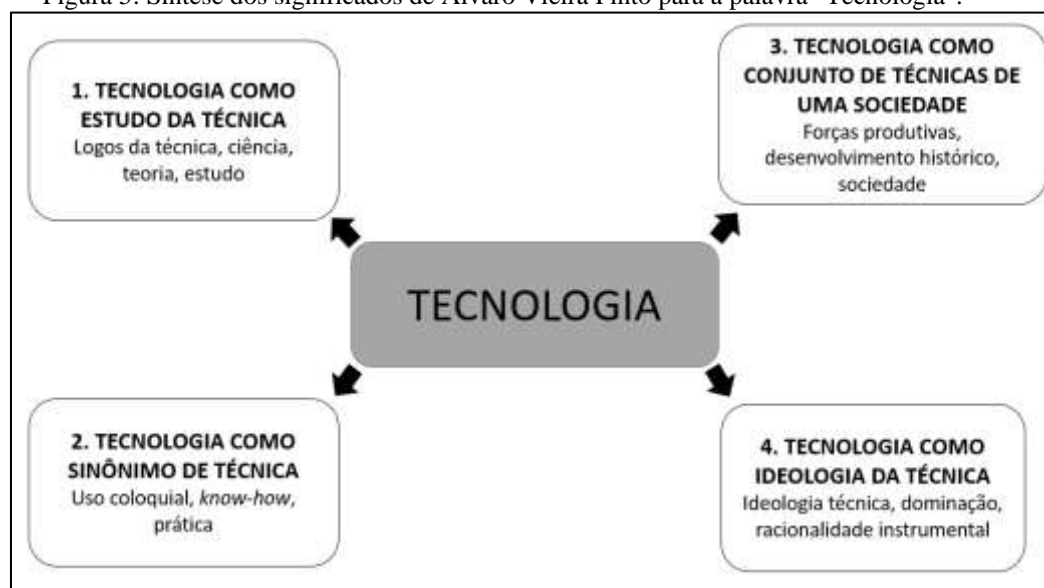 Figura 3: Síntese dos significados de Álvaro Vieira Pinto para a palavra "Tecnologia".
1. TECNOLOGIA COMO
ESTUDO DA TÉCNICA
Logos da técnica, ciência,
teoria, estudo
3. TECNOLOGIA COMO
CONJUNTO DE TÉCNICAS DE
UMA SOCIEDADE
Forças produtivas,
desenvolvimento histórico,
sociedade
TECNOLOGIA
2. TECNOLOGIA COMO
SINÔNIMO DE TÉCNICA
Uso coloquial, know-how,
prática
4. TECNOLOGIA COMO
IDEOLOGIA DA TÉCNICA
Ideologia técnica, dominação,
racionalidade instrumental